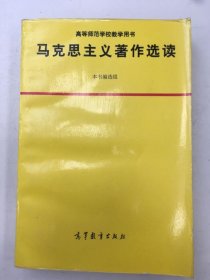 高等师范学校教学用书
马克思主义著作选读
本书编选组
高等教育出版社